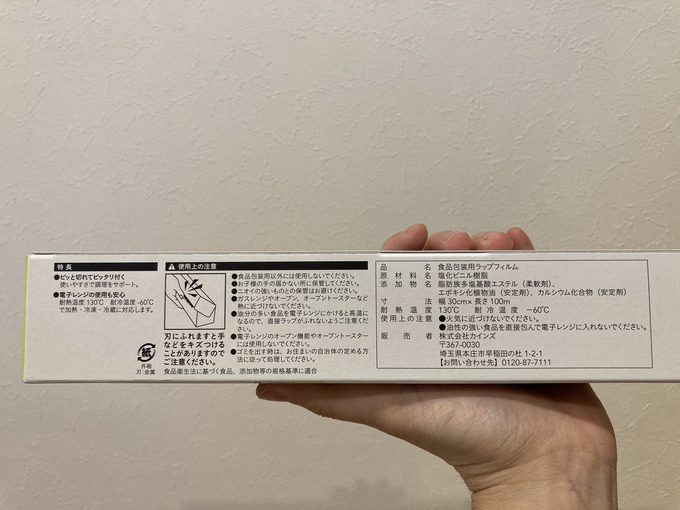 特長
●ピッと切れてピッタリ付く
使いやすさで調理をサポート。
●電子レンジの使用も安心
耐熱温度 130℃ 耐冷温度 -60℃
で加熱・冷凍・冷蔵に対応します。
紙
外箱
刃:金属
使用上の注意
刃にふれますと手
などをキズつける
ことがありますので
ご注意ください。
●食品包装用以外には使用しないでください。
●お子様の手の届かない所に保管してください。
●ニオイの強いものとの保管はお避けください。
●ガスレンジやオーブン、オーブントースターなど
熱に近づけないでください。
●油分の多い食品を電子レンジにかけると高温に
なるので、直接ラップがふれないようご注意くだ
さい。
●電子レンジのオーブン機能やオーブントースター
には使用しないでください。
●ゴミを出す時は、お住まいの自治体の定める方
法に従って処理してください。
食品衛生法に基づく食品、添加物等の規格基準に適合
品名 食品包装用ラップフィルム
原材料名 塩化ビニル樹脂
添加物名 脂肪族多塩基酸エステル（柔軟剤）、
エポキシ化植物油（安定剤）、カルシウム化合物（安定剤）
寸法 幅 30cm×長さ 100m
耐熱温度 130℃ 耐冷温度 −60℃
使用上の注意 ●火気に近づけないでください。
●油性の強い食品を直接包んで電子レンジに入れないでください。
販売者 株式会社カインズ
〒367-0030
埼玉県本庄市早稲田の杜 1-2-1
【お問い合わせ先】0120-87-7111